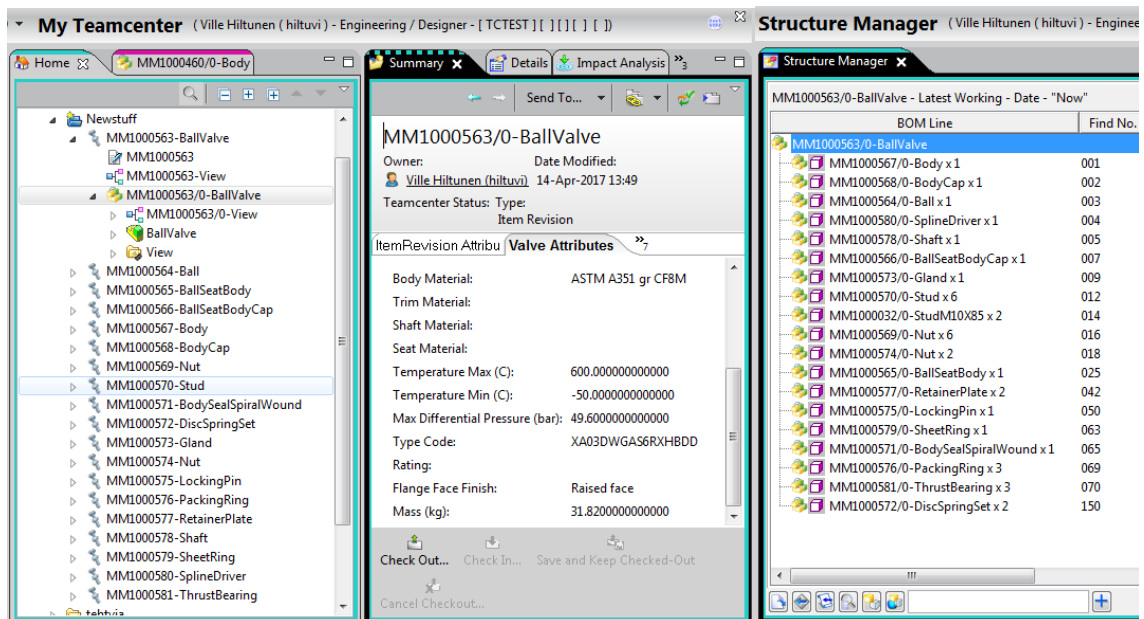 My Teamcenter ( Ville Hiltunen ( hiltuvi ) - Engineering / Designer - [ TCTEST ] [ ] [ ] [ ] [ ])
Home
MM1000460/0-Body
Newstuff
MM1000563-BallValve
MM1000563
MM1000563-View
MM1000563/0-BallValve
MM1000563/0-View
BallValve
View
MM1000564-Ball
MM1000565-BallSeatBody
MM1000566-BallSeatBodyCap
MM1000567-Body
MM1000568-BodyCap
MM1000569-Nut
MM1000570-Stud
MM1000571-BodySealSpiralWound
MM1000572-DiscSpringSet
MM1000573-Gland
MM1000574-Nut
MM1000575-LockingPin
MM1000576-PackingRing
MM1000577-RetainerPlate
MM1000578-Shaft
MM1000579-SheetRing
MM1000580-SplineDriver
MM1000581-ThrustBearing
Summary Details Impact Analysis »3
Send To...
MM1000563/0-BallValve
Owner: Date Modified:
Ville Hiltunen (hiltuvi) 14-Apr-2017 13:49
Teamcenter Status: Type:
Item Revision
ItemRevision Attribu Valve Attributes »7
Body Material: ASTM A351 gr CF8M
Trim Material:
Shaft Material:
Seat Material:
Temperature Max (C): 600.000000000000
Temperature Min (C): -50.0000000000000
Max Differential Pressure (bar): 49.6000000000000
Type Code: XA03DWGAS6RXHBDD
Rating:
Flange Face Finish: Raised face
Mass (kg): 31.8200000000000
Check Out... Check In... Save and Keep Checked-Out
Cancel Checkout...
Structure Manager ( Ville Hiltunen ( hiltuvi ) - Enginee
Structure Manager
MM1000563/0-BallValve - Latest Working - Date - "Now"
BOM Line Find No.
MM1000563/0-BallValve
MM1000567/0-Body x 1 001
MM1000568/0-BodyCap x 1 002
MM1000564/0-Ball x 1 003
MM1000580/0-SplineDriver x 1 004
MM1000578/0-Shaft x 1 005
MM1000566/0-BallSeatBodyCap x 1 007
MM1000573/0-Gland x 1 009
MM1000570/0-Stud x 6 012
MM1000032/0-StudM10X85 x 2 014
MM1000569/0-Nut x 6 016
MM1000574/0-Nut x 2 018
MM1000565/0-BallSeatBody x 1 025
MM1000577/0-RetainerPlate x 2 042
MM1000575/0-LockingPin x 1 050
MM1000579/0-SheetRing x 1 063
MM1000571/0-BodySealSpiralWound x 1 065
MM1000576/0-PackingRing x 3 069
MM1000581/0-ThrustBearing x 3 070
MM1000572/0-DiscSpringSet x 2 150